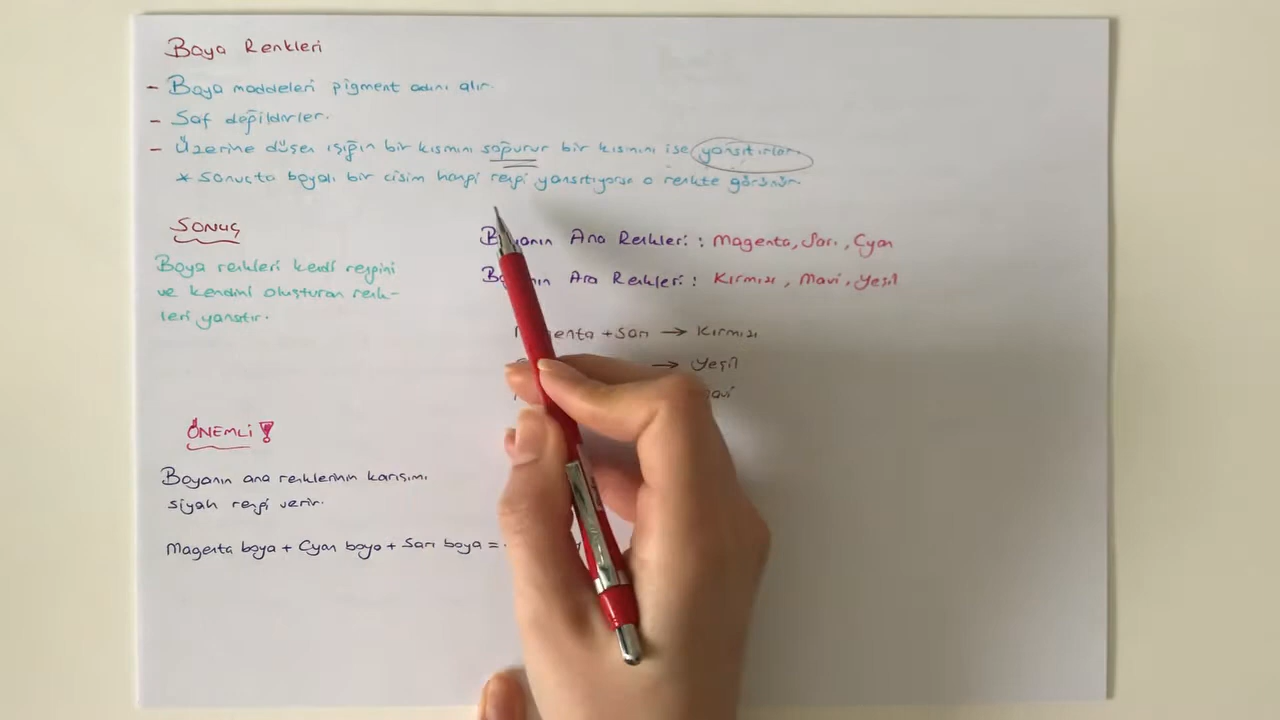 Boya Renkleri
- Boya maddeleri pigment adını alır.
- Saf değildirler.
- Üzerine düşen ışığın bir kısmını soğurur bir kısmını ise yansıtırlar.
* Sonuçta boyalı bir cisim hangi rengi yansıtıyorsa o renkte görünür.
SONUÇ
Boya renkleri kendi rengini
ve kendini oluşturan renk-
leri yansıtır.
Boyanın Ana Renkleri : Magenta, Sarı, Cyan
Boyanın Ara Renkleri : Kırmızı, Mavi, Yeşil
Magenta + Sarı → Kırmızı
→ Yeşil
ÖNEMLİ!
Boyanın ana renklerinin karışımı
siyah rengi verir.
Magenta boya + Cyan boya + Sarı boya =